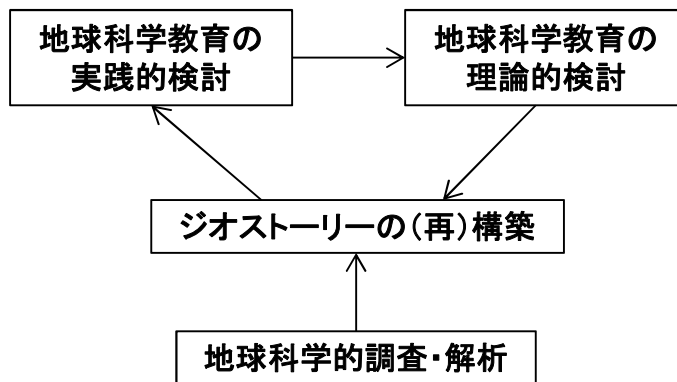 地球科学教育の
実践的検討
地球科学教育の
理論的検討
ジオストーリーの(再)構築
地球科学的調査・解析